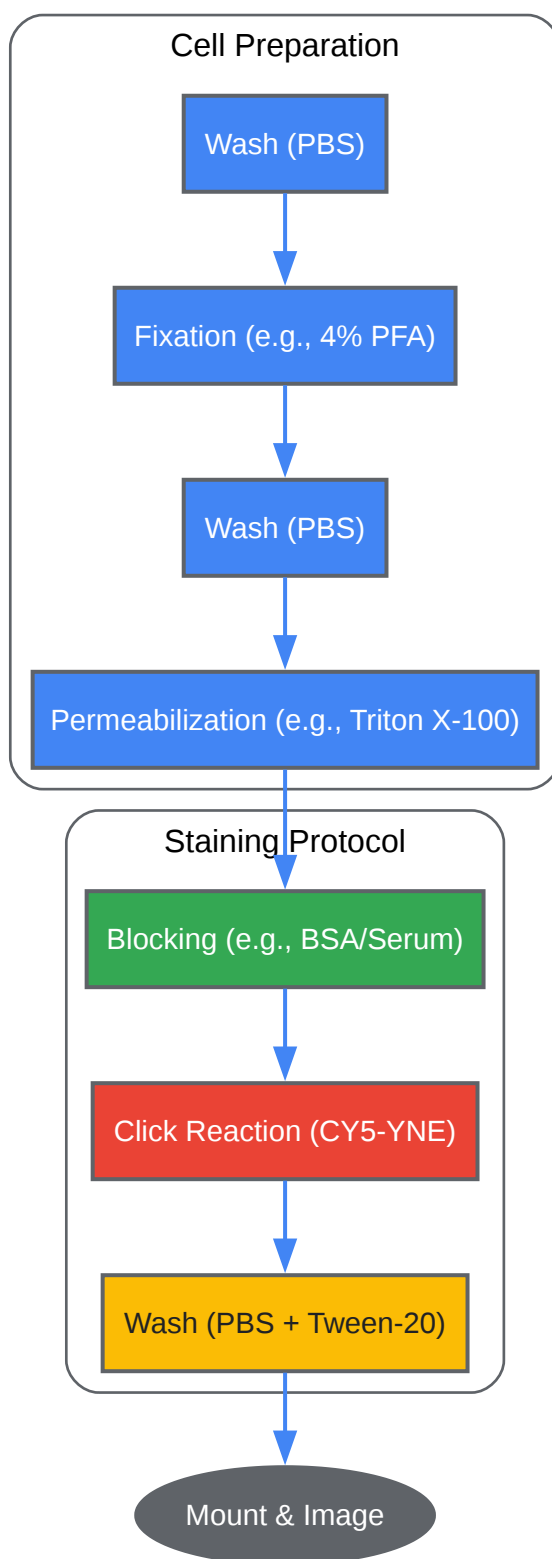 Cell Preparation
Wash (PBS)
Fixation (e.g., 4% PFA)
Wash (PBS)
Permeabilization (e.g., Triton X-100)
Staining Protocol
Blocking (e.g., BSA/Serum)
Click Reaction (CY5-YNE)
Wash (PBS + Tween-20)
Mount & Image